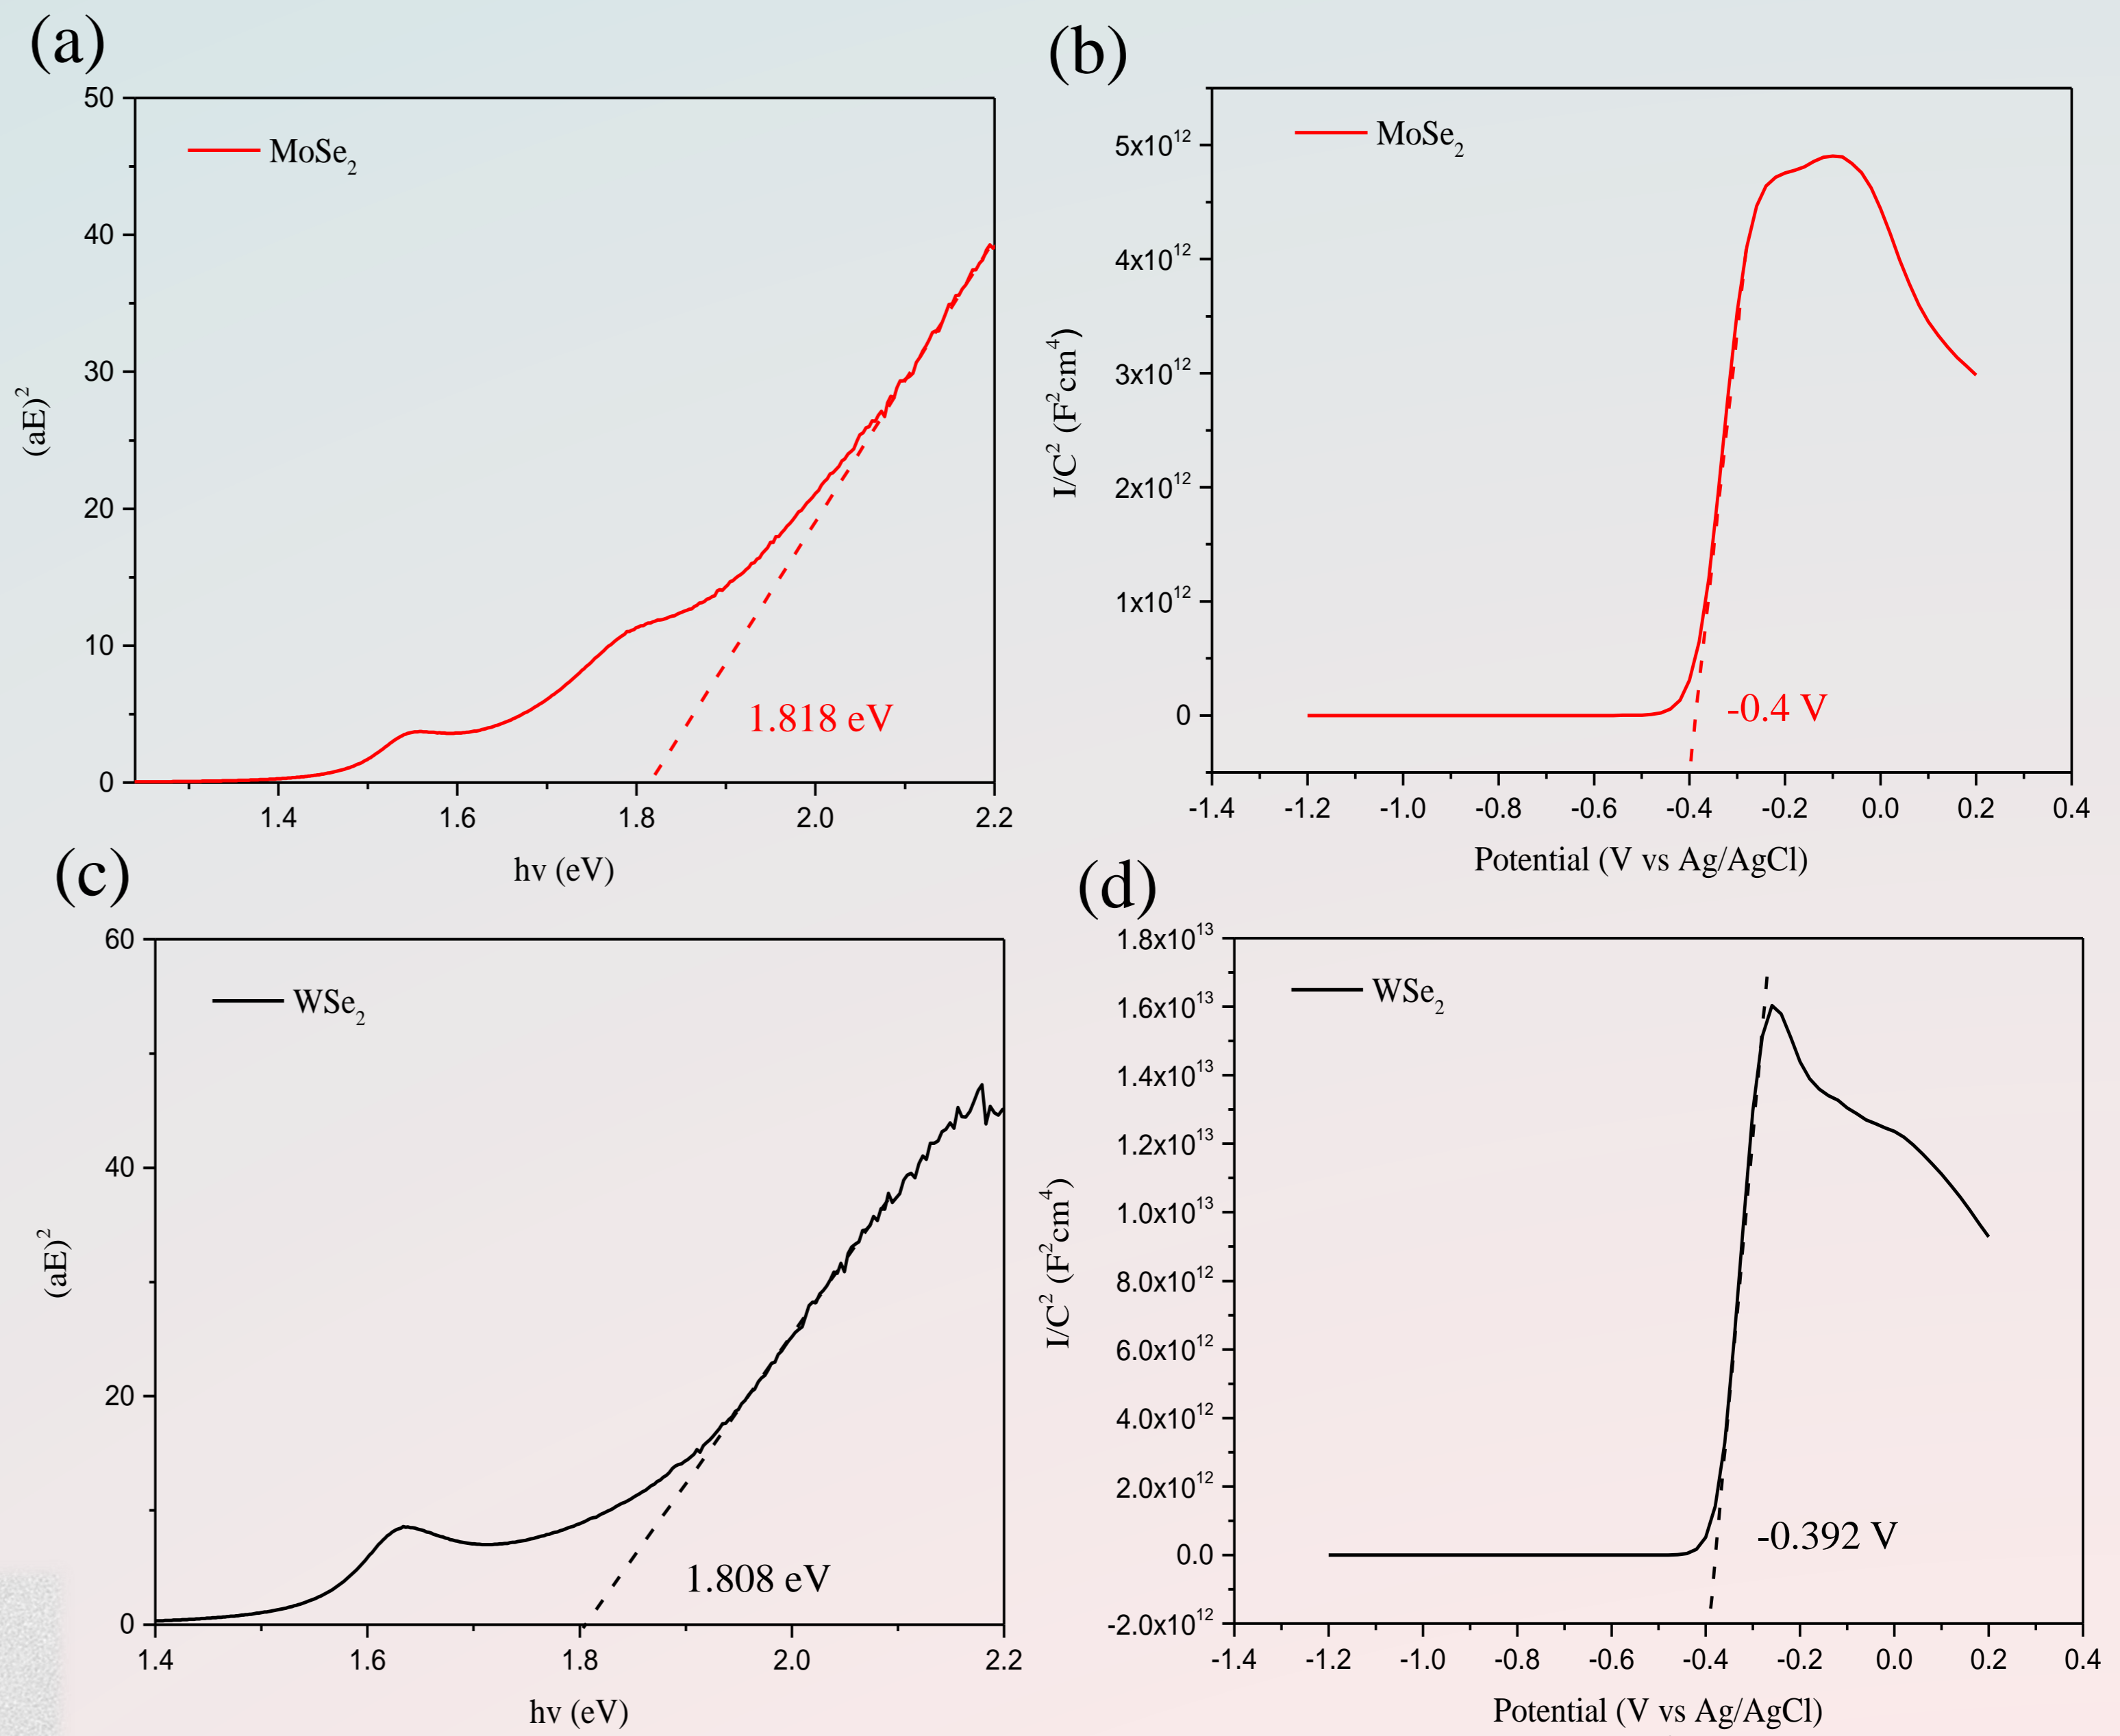 (a)
50
40
30
20
10
0
(aE)²
MoSe₂
1.818 eV
1.4 1.6 1.8 2.0 2.2
hv (eV)
(b)
5x10¹²
4x10¹²
3x10¹²
2x10¹²
1x10¹²
0
I/C² (F²cm⁴)
MoSe₂
-0.4 V
-1.4 -1.2 -1.0 -0.8 -0.6 -0.4 -0.2 0.0 0.2 0.4
Potential (V vs Ag/AgCl)
(c)
60
40
20
0
(aE)²
WSe₂
1.808 eV
1.4 1.6 1.8 2.0 2.2
hv (eV)
(d)
1.8x10¹³
1.6x10¹³
1.4x10¹³
1.2x10¹³
1.0x10¹³
8.0x10¹²
6.0x10¹²
4.0x10¹²
2.0x10¹²
0.0
-2.0x10¹²
I/C² (F²cm⁴)
WSe₂
-0.392 V
-1.4 -1.2 -1.0 -0.8 -0.6 -0.4 -0.2 0.0 0.2 0.4
Potential (V vs Ag/AgCl)